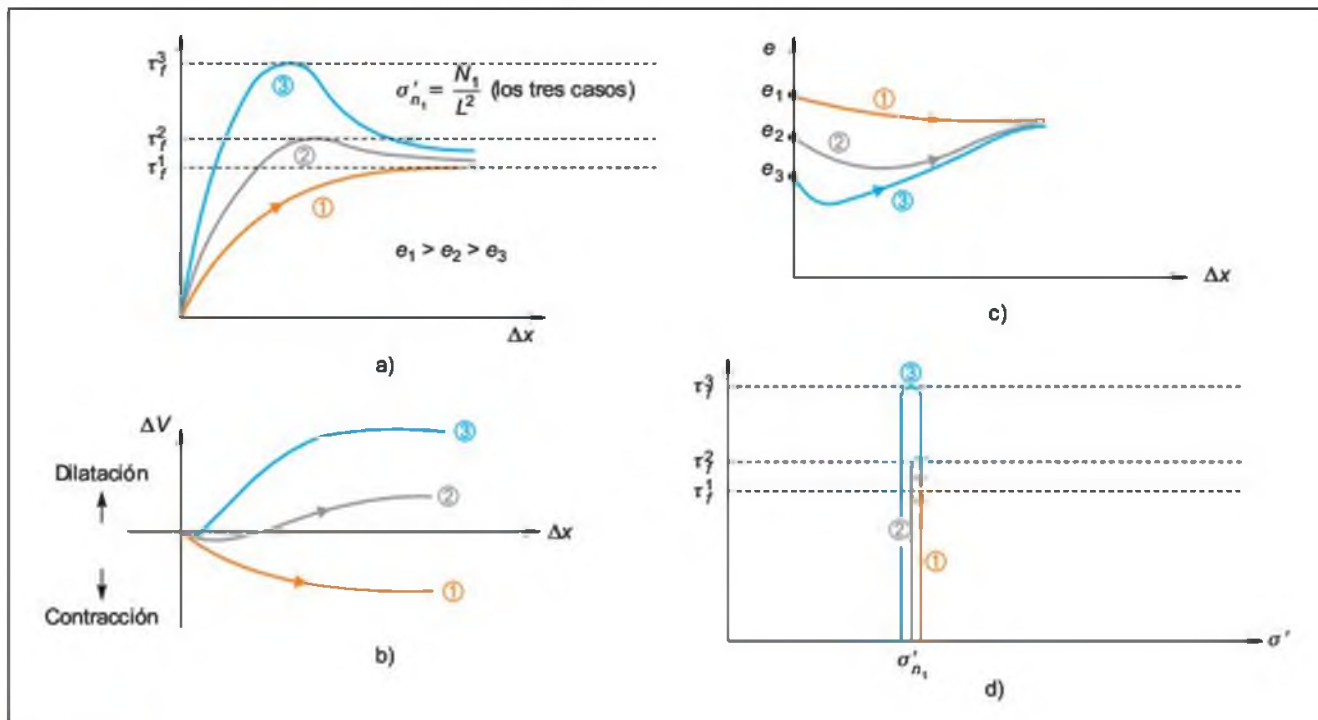 τ_f^3
③
σ'_{n_1} = N_1 / L^2 (los tres casos)
τ_f^2
②
τ_f^1
①
e_1 > e_2 > e_3
Δx
a)
e
e_1
①
e_2
②
e_3
③
Δx
c)
ΔV
Dilatación
③
②
Δx
Contracción
①
b)
③
τ_f^3
τ_f^2
τ_f^1
②
①
σ'
σ'_{n_1}
d)